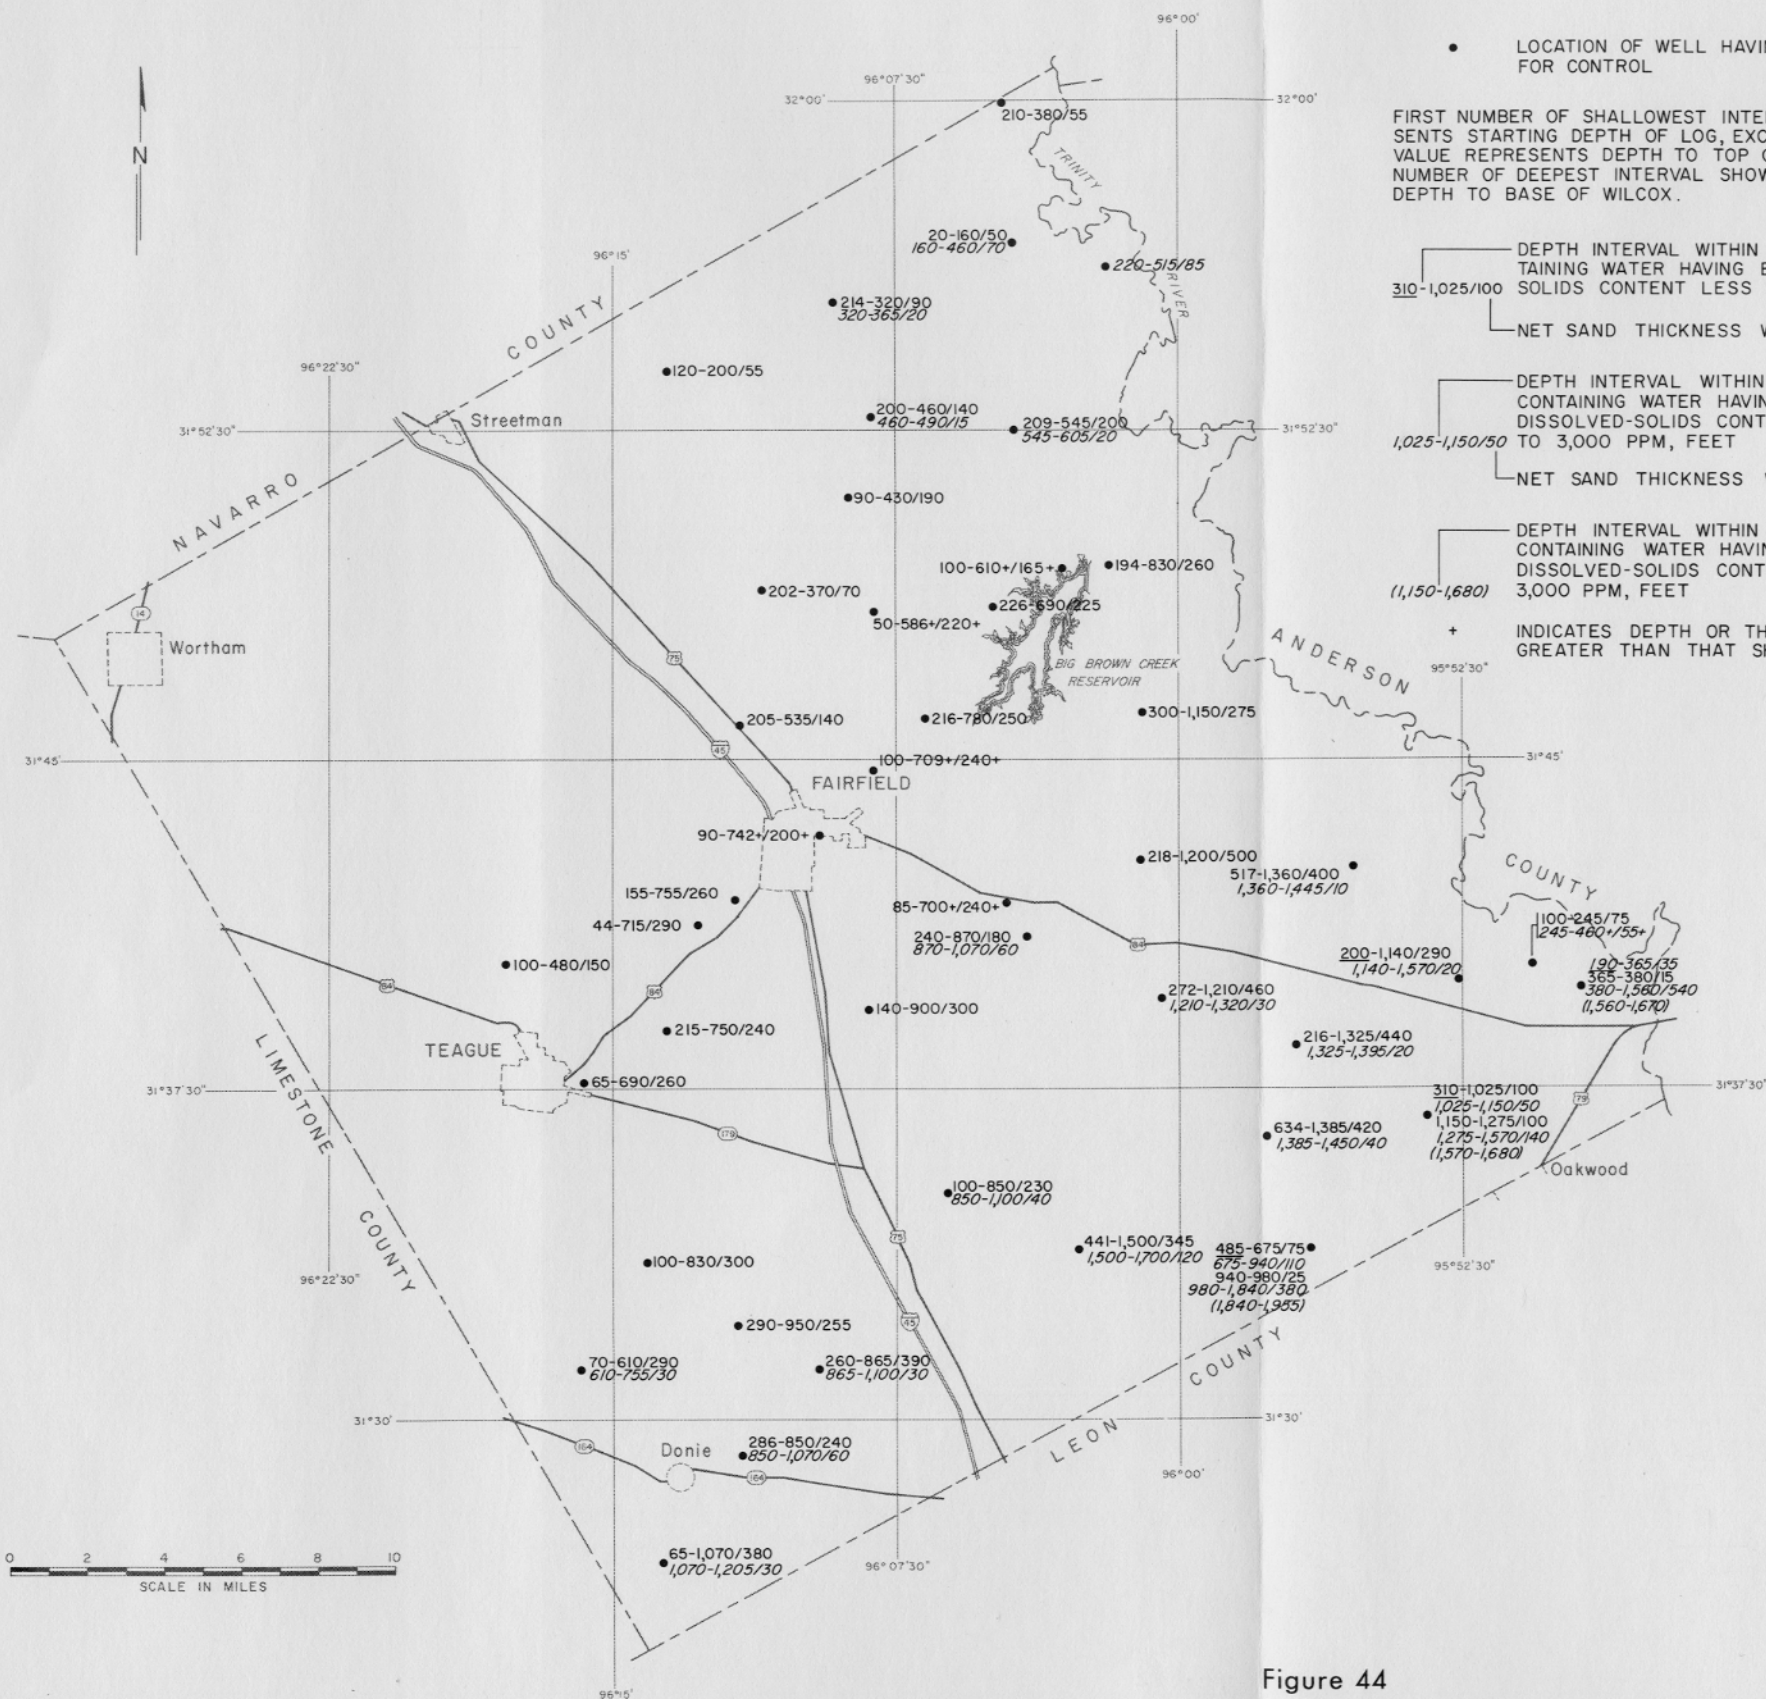 96°00'
LOCATION OF WELL HAVIN
FOR CONTROL
96°07'30"
32°00'
32°00'
210-380/55
FIRST NUMBER OF SHALLOWEST INTER
SENTS STARTING DEPTH OF LOG, EXC
VALUE REPRESENTS DEPTH TO TOP O
NUMBER OF DEEPEST INTERVAL SHOW
DEPTH TO BASE OF WILCOX.
N
TRINITY
RIVER
20-160/50
160-460/70
220-515/85
96°15'
DEPTH INTERVAL WITHIN
TAINING WATER HAVING E
310-1,025/100 SOLIDS CONTENT LESS
NET SAND THICKNESS W
214-320/90
320-365/20
COUNTY
96°22'30"
120-200/55
DEPTH INTERVAL WITHIN
CONTAINING WATER HAVIN
DISSOLVED-SOLIDS CONT
1,025-1,150/50 TO 3,000 PPM, FEET
NET SAND THICKNESS W
Streetman
31°52'30"
200-460/140
460-490/15
209-545/200
545-605/20
31°52'30"
NAVARRO
90-430/190
DEPTH INTERVAL WITHIN
CONTAINING WATER HAVIN
DISSOLVED-SOLIDS CONT
(1,150-1,680) 3,000 PPM, FEET
100-610+/165+
194-830/260
202-370/70
226-690/225
50-586+/220+
+ INDICATES DEPTH OR TH
GREATER THAN THAT SH
14
Wortham
75
BIG BROWN CREEK
RESERVOIR
ANDERSON
95°52'30"
205-535/140
216-780/250
300-1,150/275
45
31°45'
31°45'
100-709+/240+
FAIRFIELD
90-742+/200+
218-1,200/500
517-1,360/400
1,360-1,445/10
COUNTY
155-755/260
85-700+/240+
44-715/290
240-870/180
870-1,070/60
84
100-245/75
245-460+/55+
100-480/150
200-1,140/290
1,140-1,570/20
190-365/35
365-380/15
380-1,560/540
(1,560-1,670)
84
84
272-1,210/460
1,210-1,320/30
140-900/300
215-750/240
216-1,325/440
1,325-1,395/20
TEAGUE
LIMESTONE
65-690/260
31°37'30"
31°37'30"
310-1,025/100
1,025-1,150/50
1,150-1,275/100
1,275-1,570/140
(1,570-1,680)
79
179
634-1,385/420
1,385-1,450/40
Oakwood
100-850/230
850-1,100/40
COUNTY
75
441-1,500/345
1,500-1,700/120
485-675/75
675-940/110
940-980/25
980-1,840/380
(1,840-1,955)
100-830/300
96°22'30"
95°52'30"
290-950/255
45
COUNTY
70-610/290
610-755/30
260-865/390
865-1,100/30
31°30'
31°30'
LEON
164
Donie
286-850/240
850-1,070/60
164
96°00'
65-1,070/380
1,070-1,205/30
96°07'30"
0 2 4 6 8 10
SCALE IN MILES
Figure 44
96°15'